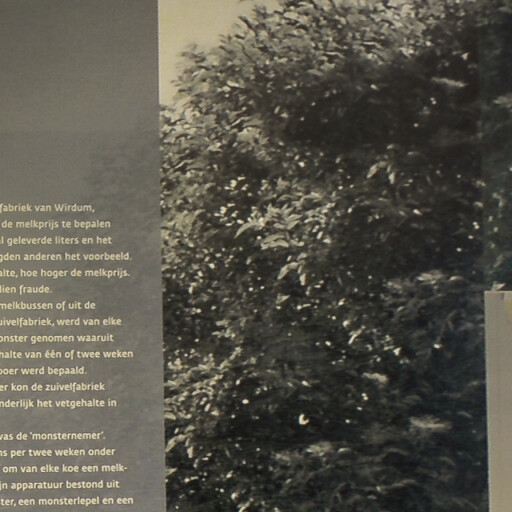 fabriek van Wirdum,
de melkprijs te bepalen
l geleverde liters en het
gden anderen het voorbeeld.
alte, hoe hoger de melkprijs.
lien fraude.
melkbussen of uit de
uivelfabriek, werd van elke
onster genomen waaruit
halte van één of twee weken
boer werd bepaald.
er kon de zuivelfabriek
nderlijk het vetgehalte in
was de 'monsternemer'.
ns per twee weken onder
om van elke koe een melk-
jn apparatuur bestond uit
ter, een monsterlepel en een